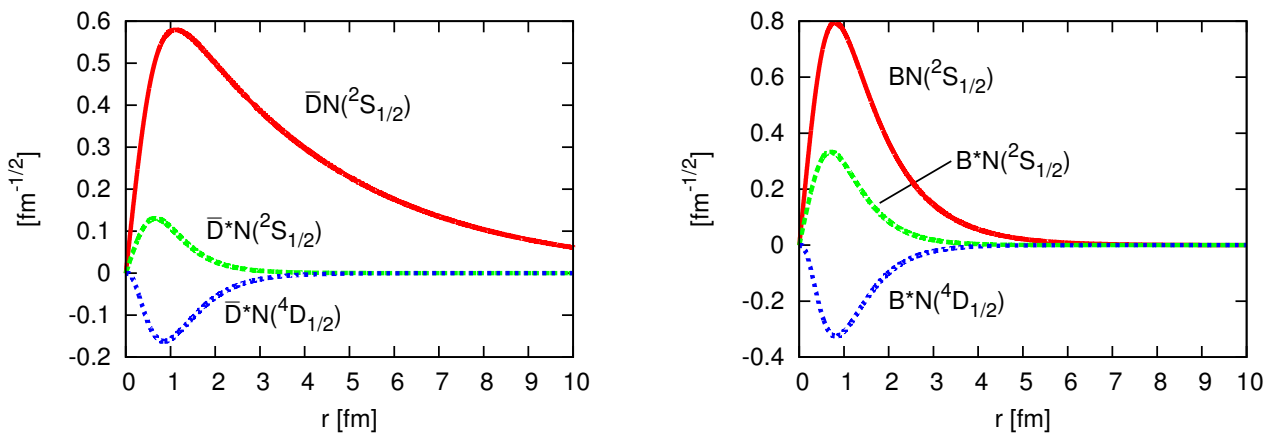 0.6
0.5
0.4
0.3
0.2
0.1
0
-0.1
-0.2
[fm⁻¹/²]
D̅N(²S₁/₂)
D̅*N(²S₁/₂)
D̅*N(⁴D₁/₂)
0 1 2 3 4 5 6 7 8 9 10
r [fm]
0.8
0.6
0.4
0.2
0
-0.2
-0.4
[fm⁻¹/²]
BN(²S₁/₂)
B*N(²S₁/₂)
B*N(⁴D₁/₂)
0 1 2 3 4 5 6 7 8 9 10
r [fm]